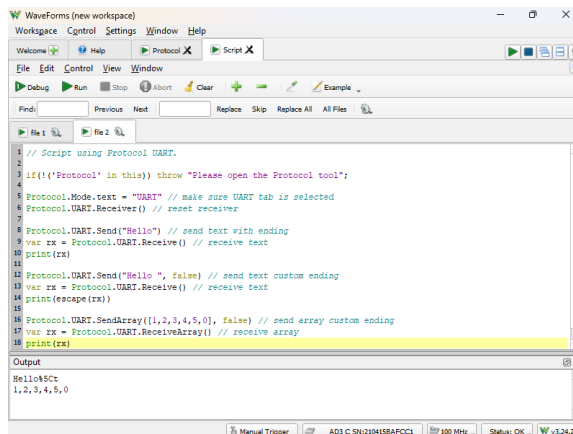 WaveForms (new workspace)
Workspace Control Settings Window Help
Welcome Help Protocol Script
File Edit Control View Window
Debug Run Stop Abort Clear Example
Find: Previous Next Replace Skip Replace All All Files
file 1 file 2
1 // Script using Protocol UART.
2
3 if(!('Protocol' in this)) throw "Please open the Protocol tool";
4
5 Protocol.Mode.text = "UART" // make sure UART tab is selected
6 Protocol.UART.Receiver() // reset receiver
7
8 Protocol.UART.Send("Hello") // send text with ending
9 var rx = Protocol.UART.Receive() // receive text
10 print(rx)
11
12 Protocol.UART.Send("Hello ", false) // send text custom ending
13 var rx = Protocol.UART.Receive() // receive text
14 print(escape(rx))
15
16 Protocol.UART.SendArray([1,2,3,4,5,0], false) // send array custom ending
17 var rx = Protocol.UART.ReceiveArray() // receive array
18 print(rx)
Output
Hello%5Ct
1,2,3,4,5,0
Manual Trigger AD3 C SN:210415BAFCC1 100 MHz Status: OK v3.24.2